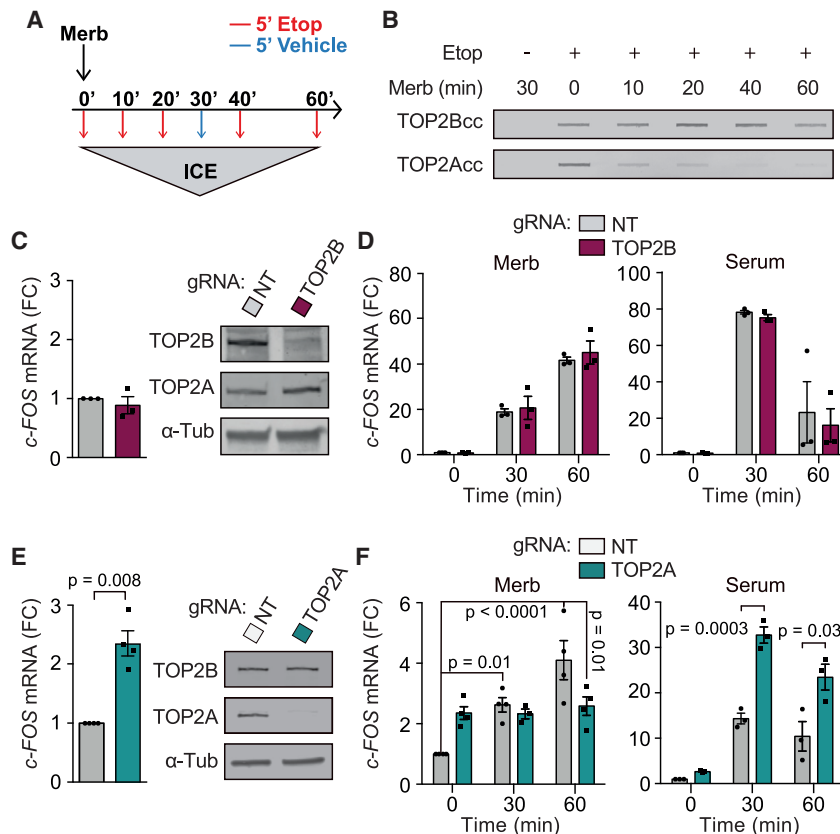 A
Merb
5' Etop
5' Vehicle
0' 10' 20' 30' 40' 60'
ICE
B
Etop - + + + + +
Merb (min) 30 0 10 20 40 60
TOP2Bcc
TOP2Acc
C
c-FOS mRNA (FC)
3
2
1
0
gRNA: NT TOP2B
TOP2B
TOP2A
α-Tub
D
gRNA: NT
TOP2B
Merb
c-FOS mRNA (FC)
80
60
40
20
0
0 30 60
Time (min)
Serum
100
80
60
40
20
0
0 30 60
Time (min)
E
c-FOS mRNA (FC)
p = 0.008
3
2
1
0
gRNA: NT TOP2A
TOP2B
TOP2A
α-Tub
F
gRNA: NT
TOP2A
Merb
c-FOS mRNA (FC)
6
4
2
0
p < 0.0001
p = 0.01
p = 0.01
0 30 60
Time (min)
Serum
40
30
20
10
0
p = 0.0003
p = 0.03
0 30 60
Time (min)